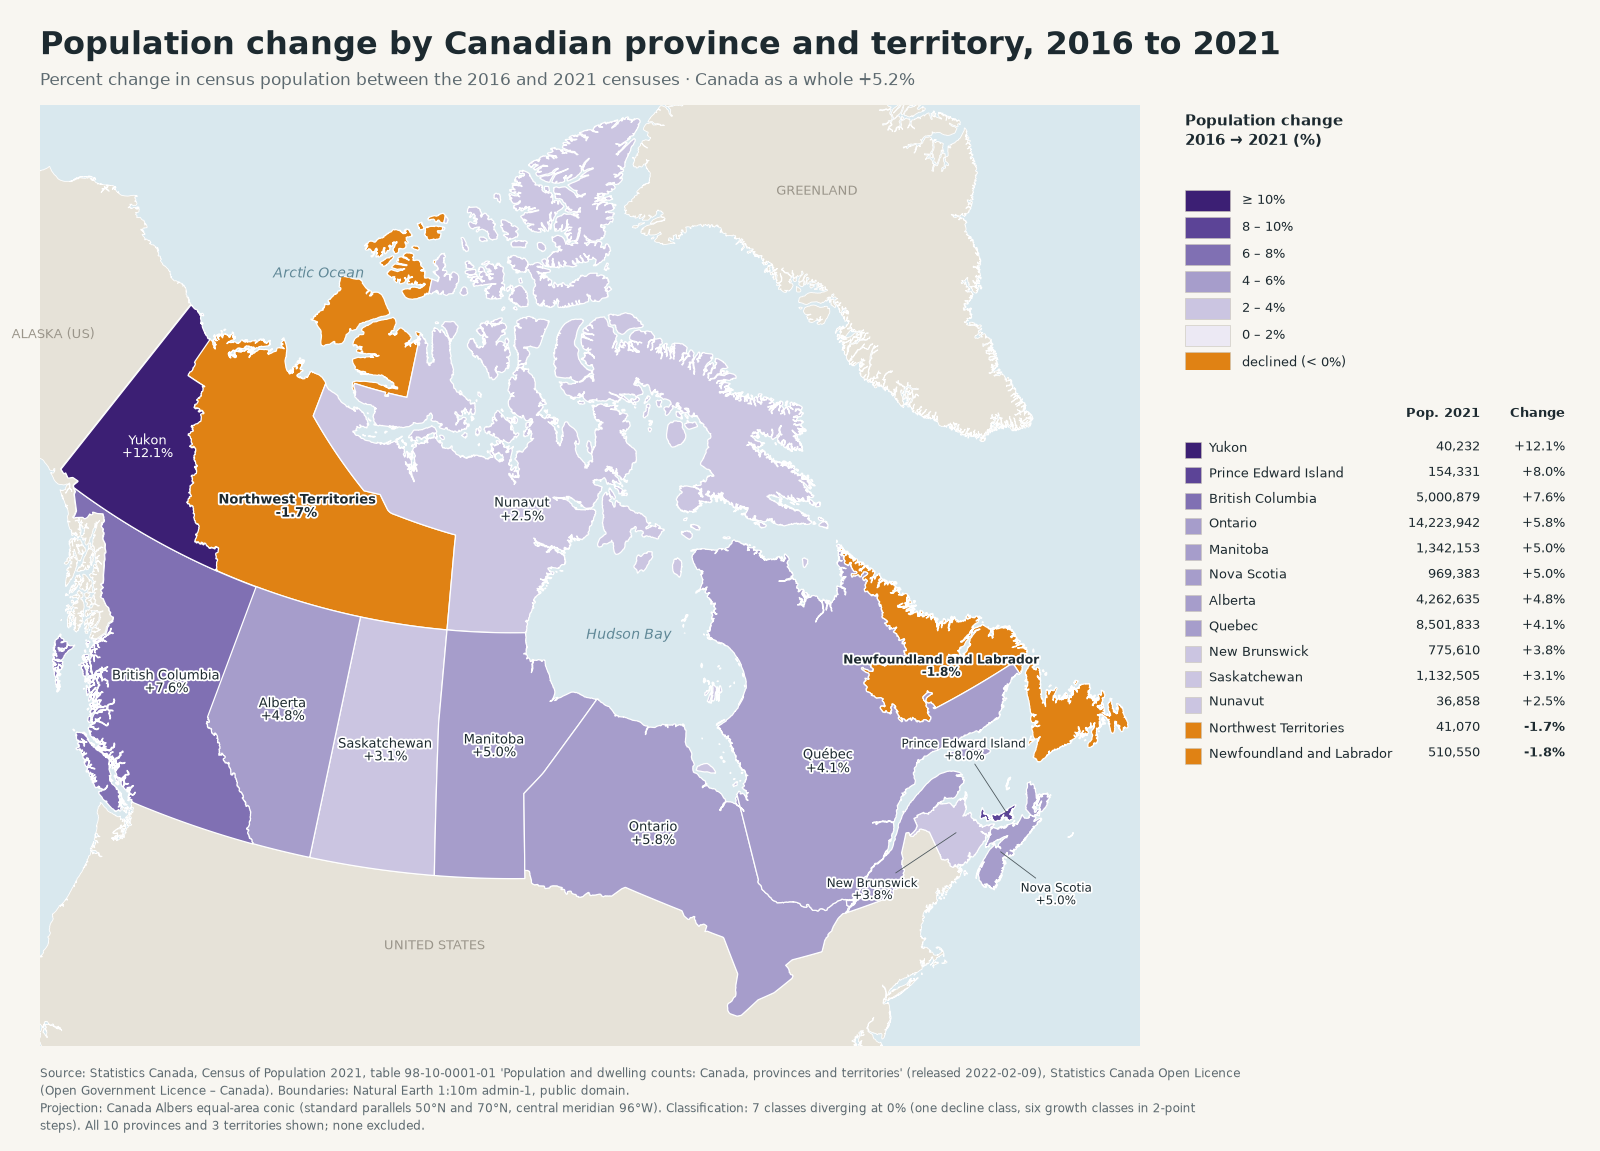 Population change by Canadian province and territory, 2016 to 2021
Percent change in census population between the 2016 and 2021 censuses · Canada as a whole +5.2%
GREENLAND
Arctic Ocean
ALASKA (US)
Yukon
+12.1%
Northwest Territories
-1.7%
Nunavut
+2.5%
Hudson Bay
British Columbia
+7.6%
Alberta
+4.8%
Saskatchewan
+3.1%
Manitoba
+5.0%
Ontario
+5.8%
Québec
+4.1%
Newfoundland and Labrador
-1.8%
Prince Edward Island
+8.0%
New Brunswick
+3.8%
Nova Scotia
+5.0%
UNITED STATES
Population change
2016 → 2021 (%)
≥ 10%
8 – 10%
6 – 8%
4 – 6%
2 – 4%
0 – 2%
declined (< 0%)
Pop. 2021 Change
Yukon 40,232 +12.1%
Prince Edward Island 154,331 +8.0%
British Columbia 5,000,879 +7.6%
Ontario 14,223,942 +5.8%
Manitoba 1,342,153 +5.0%
Nova Scotia 969,383 +5.0%
Alberta 4,262,635 +4.8%
Quebec 8,501,833 +4.1%
New Brunswick 775,610 +3.8%
Saskatchewan 1,132,505 +3.1%
Nunavut 36,858 +2.5%
Northwest Territories 41,070 -1.7%
Newfoundland and Labrador 510,550 -1.8%
Source: Statistics Canada, Census of Population 2021, table 98-10-0001-01 'Population and dwelling counts: Canada, provinces and territories' (released 2022-02-09), Statistics Canada Open Licence
(Open Government Licence – Canada). Boundaries: Natural Earth 1:10m admin-1, public domain.
Projection: Canada Albers equal-area conic (standard parallels 50°N and 70°N, central meridian 96°W). Classification: 7 classes diverging at 0% (one decline class, six growth classes in 2-point
steps). All 10 provinces and 3 territories shown; none excluded.